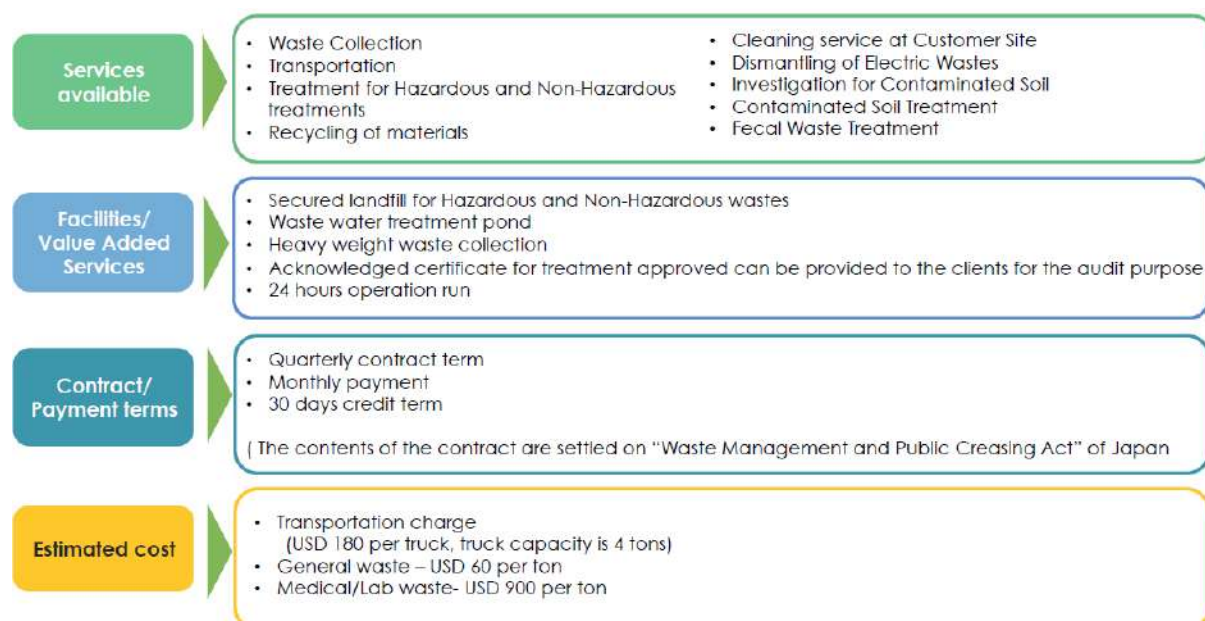 Services
available
• Waste Collection
• Transportation
• Treatment for Hazardous and Non-Hazardous
treatments
• Recycling of materials
• Cleaning service at Customer Site
• Dismantling of Electric Wastes
• Investigation for Contaminated Soil
• Contaminated Soil Treatment
• Fecal Waste Treatment
Facilities/
Value Added
Services
• Secured landfill for Hazardous and Non-Hazardous wastes
• Waste water treatment pond
• Heavy weight waste collection
• Acknowledged certificate for treatment approved can be provided to the clients for the audit purpose
• 24 hours operation run
Contract/
Payment terms
• Quarterly contract term
• Monthly payment
• 30 days credit term
( The contents of the contract are settled on “Waste Management and Public Creasing Act” of Japan
Estimated cost
• Transportation charge
(USD 180 per truck, truck capacity is 4 tons)
• General waste – USD 60 per ton
• Medical/Lab waste- USD 900 per ton